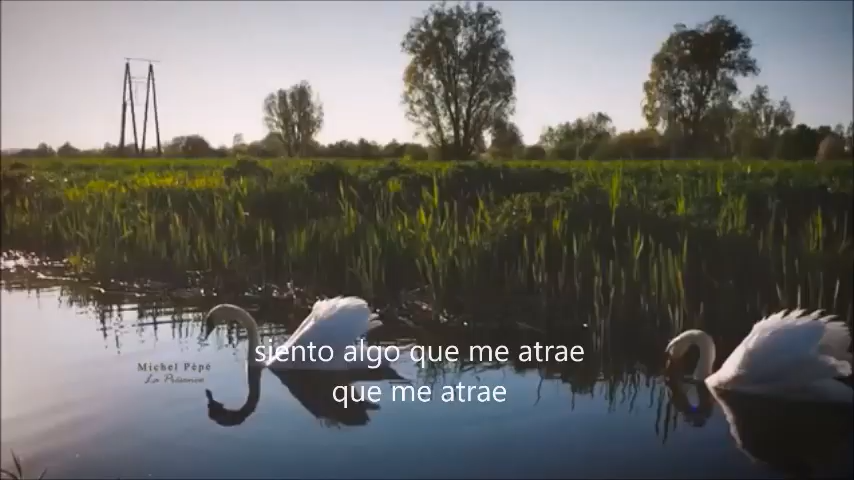 siento algo que me atrae
que me atrae
Michel Pépé
La Présence